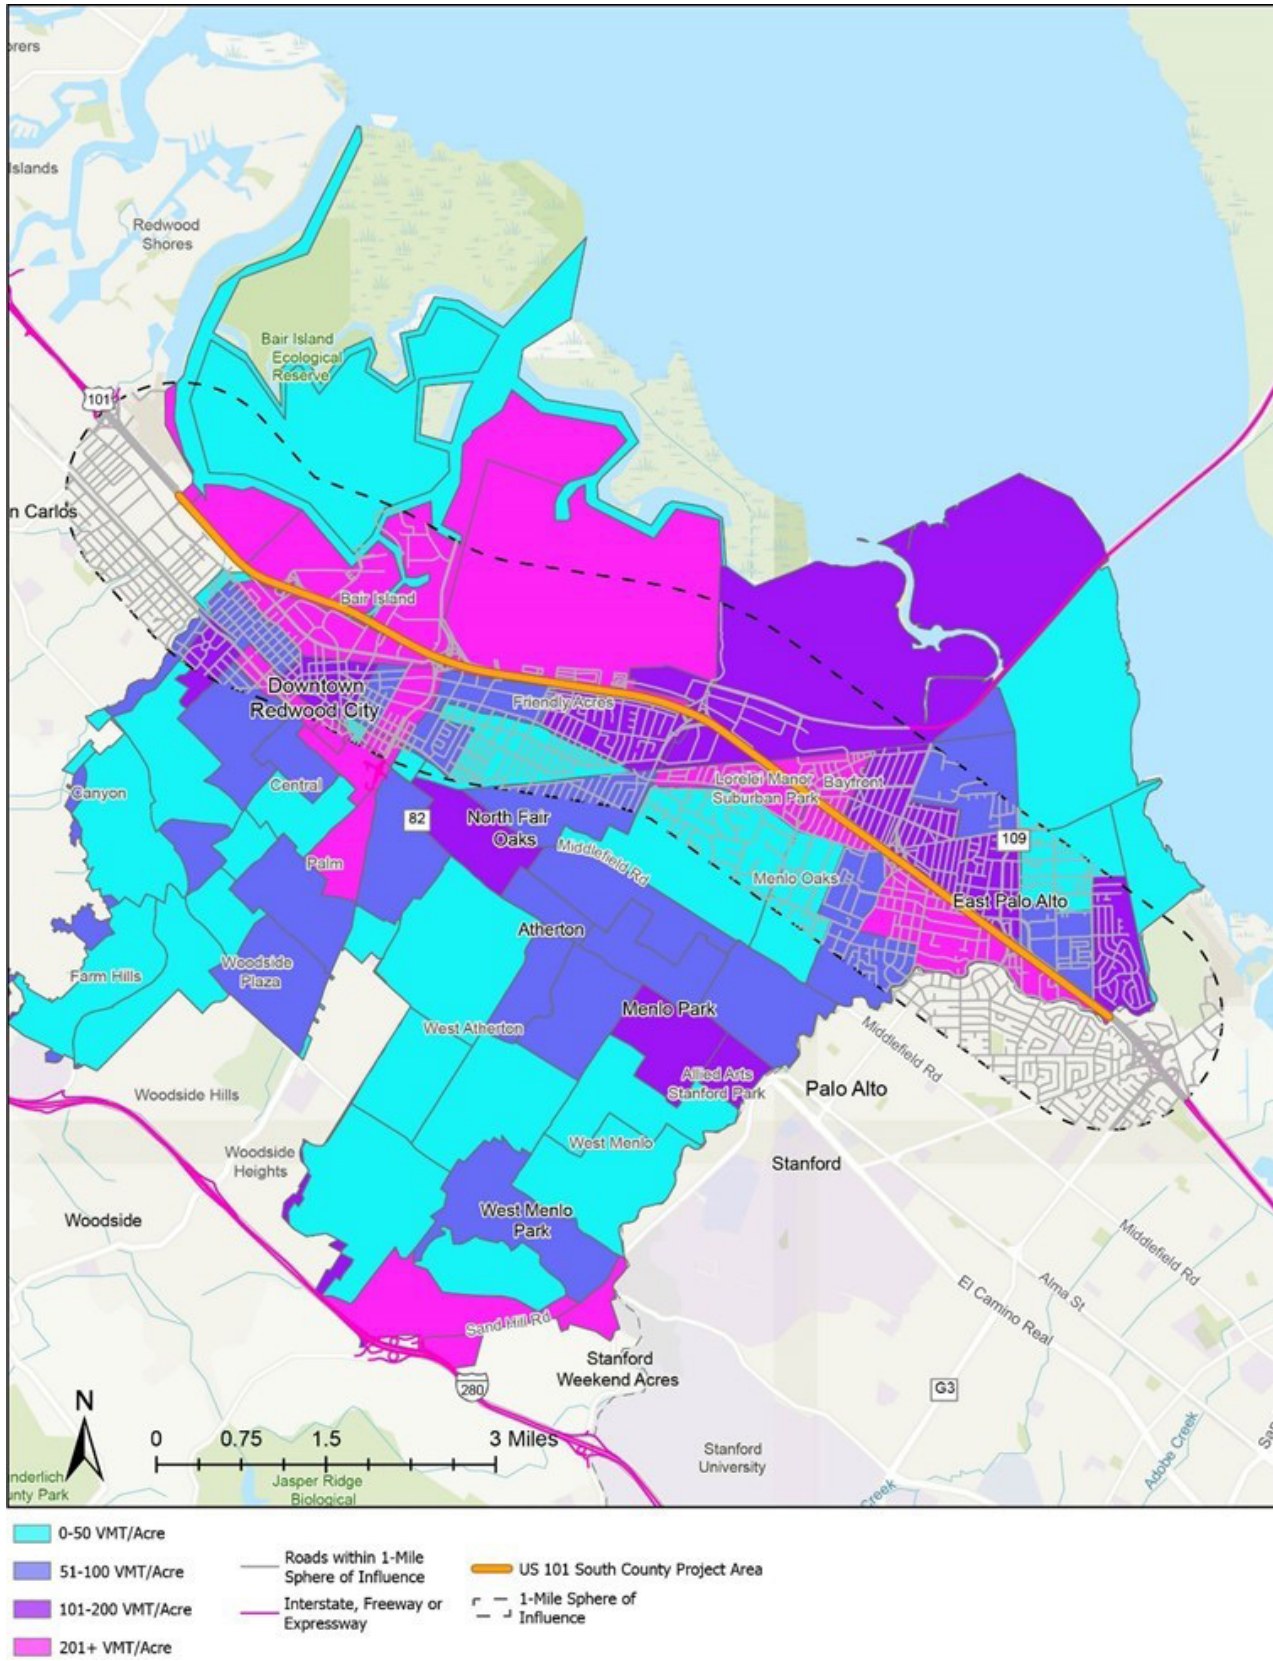 orers
Islands
Redwood
Shores
Bair Island
Ecological
Reserve
101
n Carlos
Bair Island
Downtown
Redwood City
Friendly Acres
Lorelei Manor
Suburban Park
Bayfront
Canyon
Central
82
North Fair
Oaks
109
Middlefield Rd
Palm
Menlo Oaks
East Palo Alto
Atherton
Farm Hills
Woodside
Plaza
Menlo Park
West Atherton
Middlefield Rd
Allied Arts
Stanford Park
Palo Alto
Woodside Hills
West Menlo
Woodside
Heights
Stanford
Woodside
West Menlo
Park
Middlefield Rd
Alma St
El Camino Real
Sand Hill Rd
Stanford
Weekend Acres
280
G3
N
0 0.75 1.5 3 Miles
Stanford
University
Adobe Creek
Sa
nderlich
unty Park
Jasper Ridge
Biological
Creek
0-50 VMT/Acre
51-100 VMT/Acre
101-200 VMT/Acre
201+ VMT/Acre
Roads within 1-Mile
Sphere of Influence
Interstate, Freeway or
Expressway
US 101 South County Project Area
1-Mile Sphere of
Influence